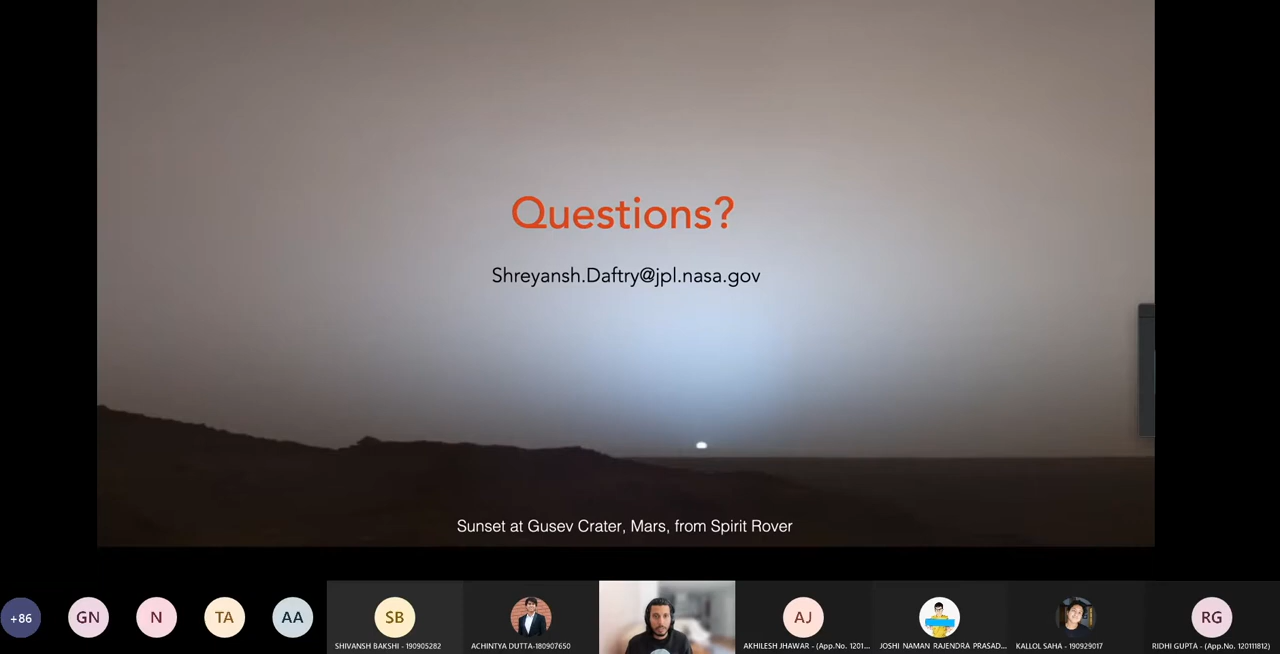 Questions?
Shreyansh.Daftry@jpl.nasa.gov
Sunset at Gusev Crater, Mars, from Spirit Rover
+86
GN
N
TA
AA
SB
AJ
RG
SHIVANSH BAKSHI - 190905282
ACHINTYA DUTTA-180907650
AKHILESH JHAWAR - (App.No. 1201...
JOSHI NAMAN RAJENDRA PRASAD...
KALLOL SAHA - 190929017
RIDHI GUPTA - (App.No. 120111812)